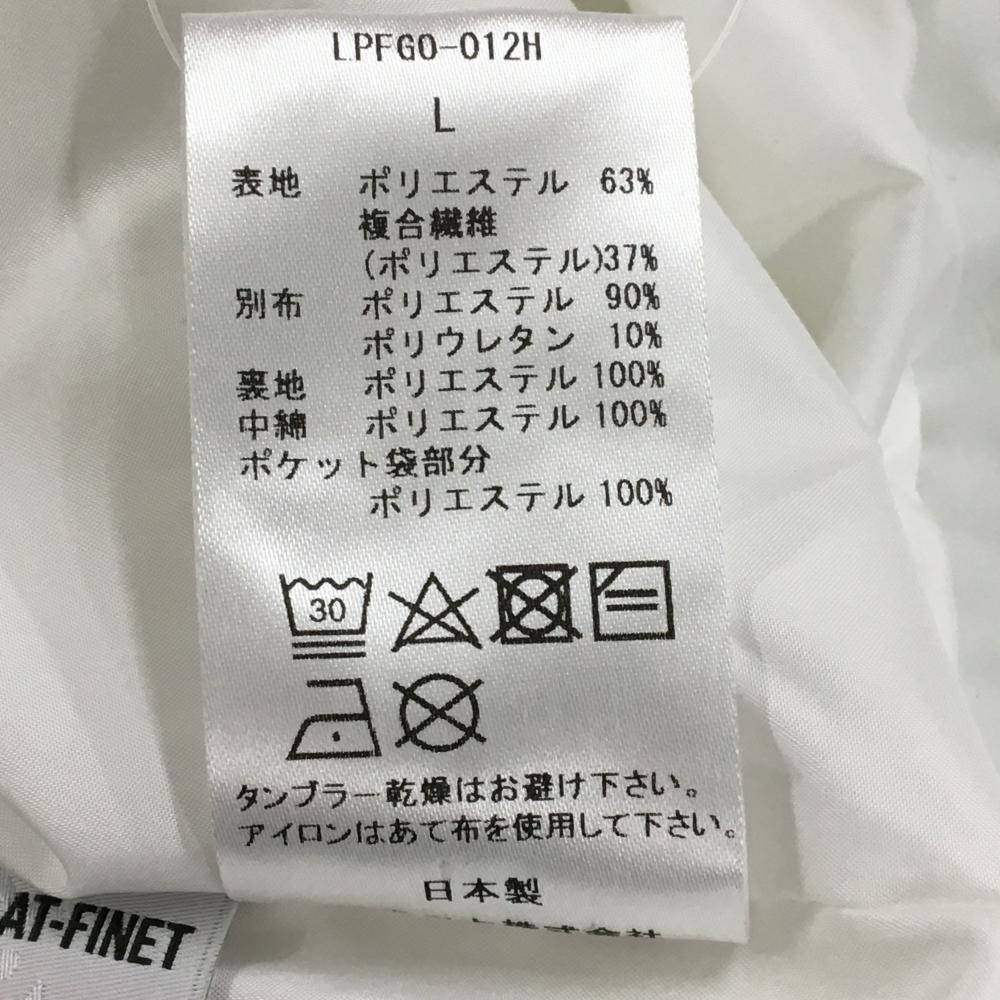 LPFG0-012H
L
表地 ポリエステル 63%
複合繊維
(ポリエステル)37%
別布 ポリエステル 90%
ポリウレタン 10%
裏地 ポリエステル 100%
中綿 ポリエステル 100%
ポケット袋部分
ポリエステル 100%
30
タンブラー乾燥はお避け下さい。
アイロンはあて布を使用して下さい。
日本製
株式会社
AT-FINET